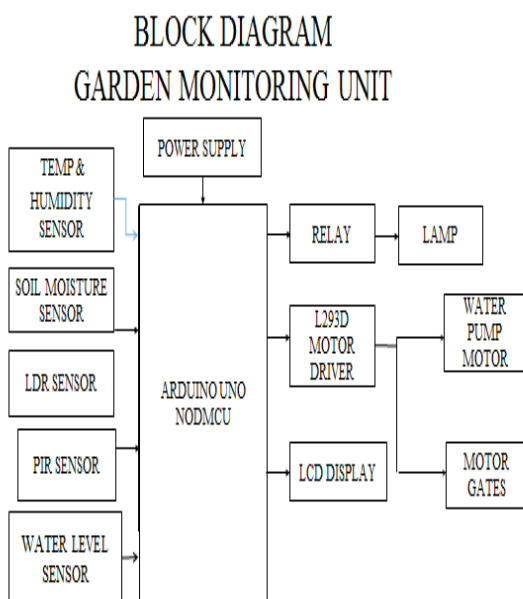 BLOCK DIAGRAM
GARDEN MONITORING UNIT
POWER SUPPLY
TEMP &
HUMIDITY
SENSOR
SOIL MOISTURE
SENSOR
LDR SENSOR
PIR SENSOR
WATER LEVEL
SENSOR
ARDUINO UNO
NODMCU
RELAY
LAMP
L293D
MOTOR
DRIVER
WATER
PUMP
MOTOR
LCD DISPLAY
MOTOR
GATES